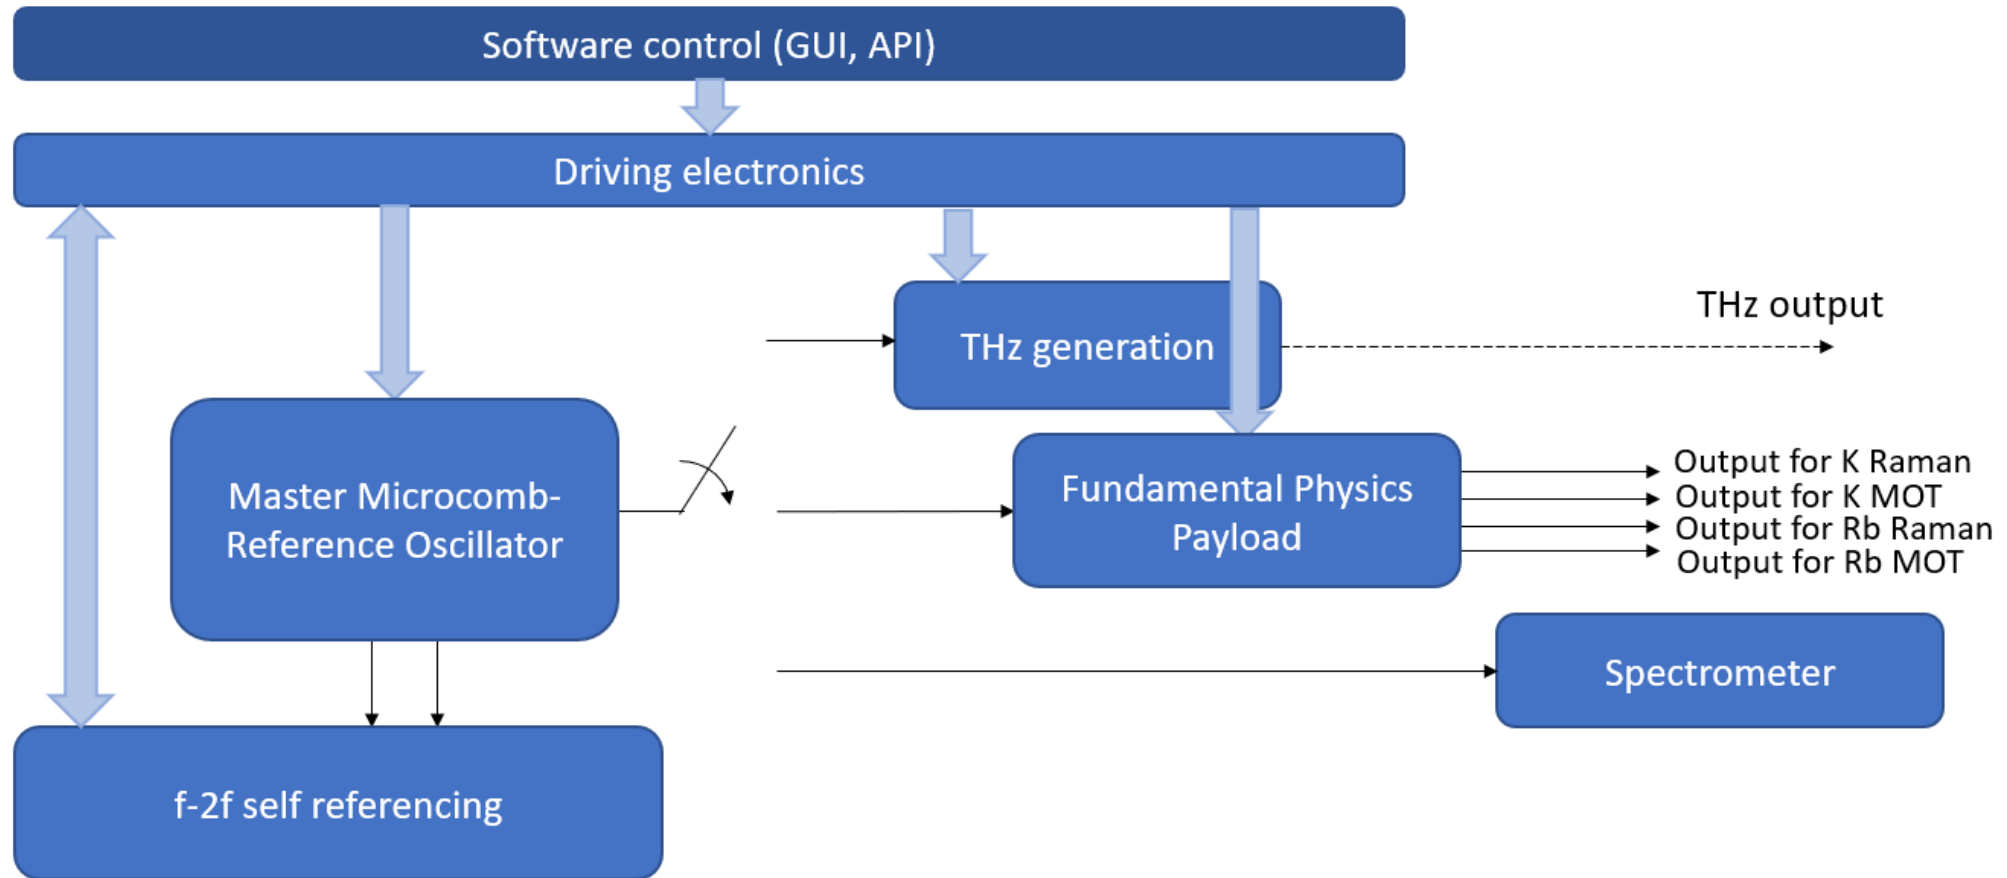 Software control (GUI, API)
Driving electronics
THz generation
THz output
Master Microcomb-
Reference Oscillator
Fundamental Physics
Payload
Output for K Raman
Output for K MOT
Output for Rb Raman
Output for Rb MOT
Spectrometer
f-2f self referencing